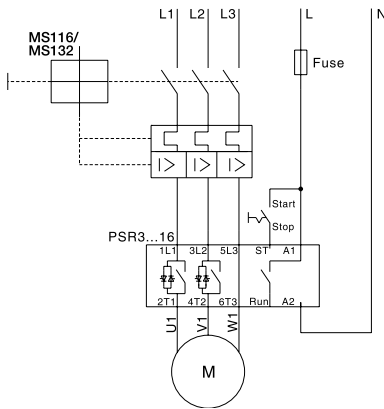 L1 L2 L3 L N
MS116/
MS132
Fuse
I> I> I>
Start
Stop
PSR3...16
1L1 3L2 5L3 ST A1
2T1 4T2 6T3 Run A2
U1 V1 W1
M